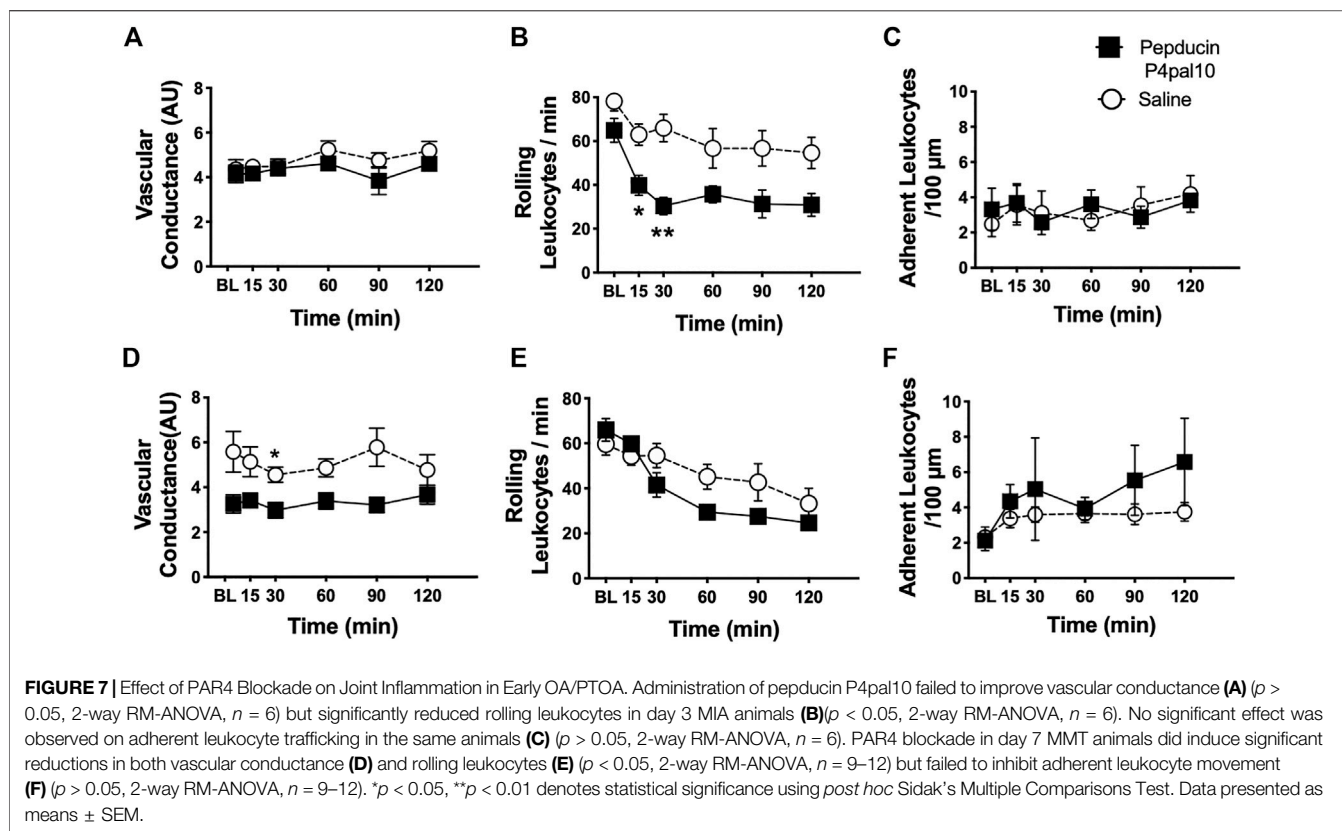 A
B
C
Pepducin
P4pal10
Saline
Vascular
Conductance (AU)
8
6
4
2
0
BL 15 30 60 90 120
Time (min)
Rolling
Leukocytes / min
80
60
40
20
0
*
**
BL 15 30 60 90 120
Time (min)
Adherent Leukocytes
/100 µm
10
8
6
4
2
0
BL 15 30 60 90 120
Time (min)
D
E
F
Vascular
Conductance(AU)
8
6
4
2
0
*
BL 15 30 60 90 120
Time (min)
Rolling
Leukocytes / min
80
60
40
20
0
BL 15 30 60 90 120
Time (min)
Adherent Leukocytes
/100 µm
10
8
6
4
2
0
BL 15 30 60 90 120
Time (min)
FIGURE 7 | Effect of PAR4 Blockade on Joint Inflammation in Early OA/PTOA. Administration of pepducin P4pal10 failed to improve vascular conductance (A) (p >
0.05, 2-way RM-ANOVA, n = 6) but significantly reduced rolling leukocytes in day 3 MIA animals (B)(p < 0.05, 2-way RM-ANOVA, n = 6). No significant effect was
observed on adherent leukocyte trafficking in the same animals (C) (p > 0.05, 2-way RM-ANOVA, n = 6). PAR4 blockade in day 7 MMT animals did induce significant
reductions in both vascular conductance (D) and rolling leukocytes (E) (p < 0.05, 2-way RM-ANOVA, n = 9–12) but failed to inhibit adherent leukocyte movement
(F) (p > 0.05, 2-way RM-ANOVA, n = 9–12). *p < 0.05, **p < 0.01 denotes statistical significance using post hoc Sidak's Multiple Comparisons Test. Data presented as
means ± SEM.